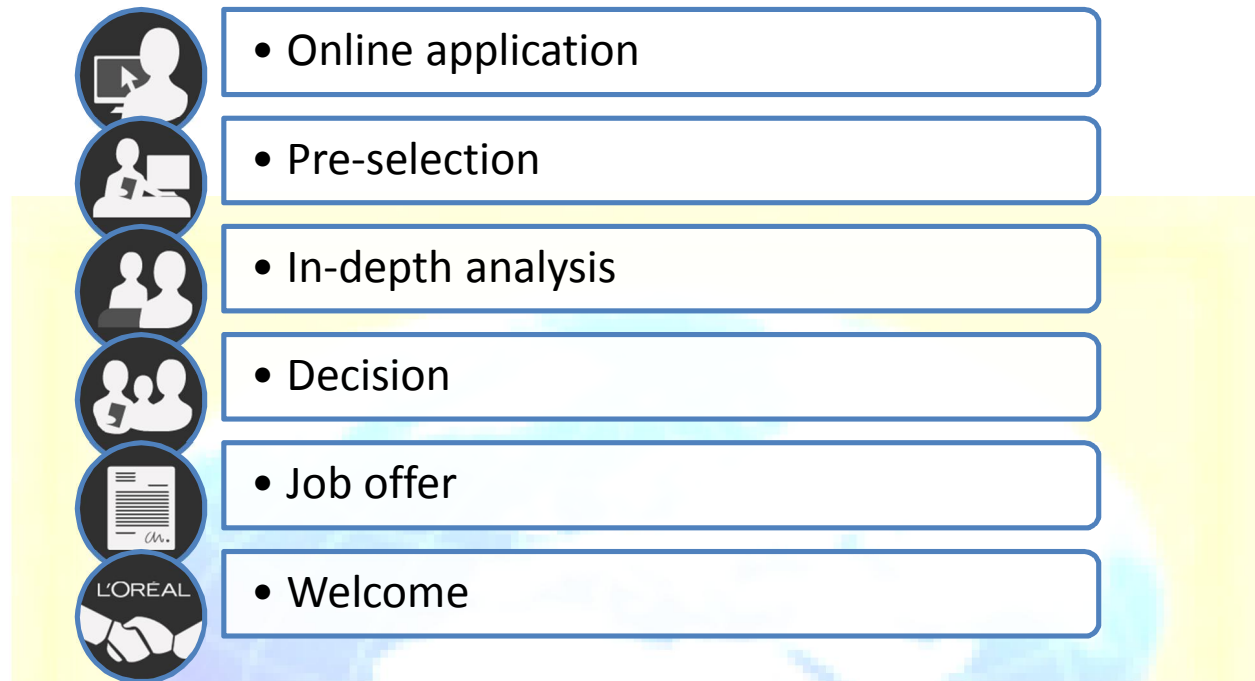 • Online application
• Pre-selection
• In-depth analysis
• Decision
• Job offer
L'ORÉAL
• Welcome